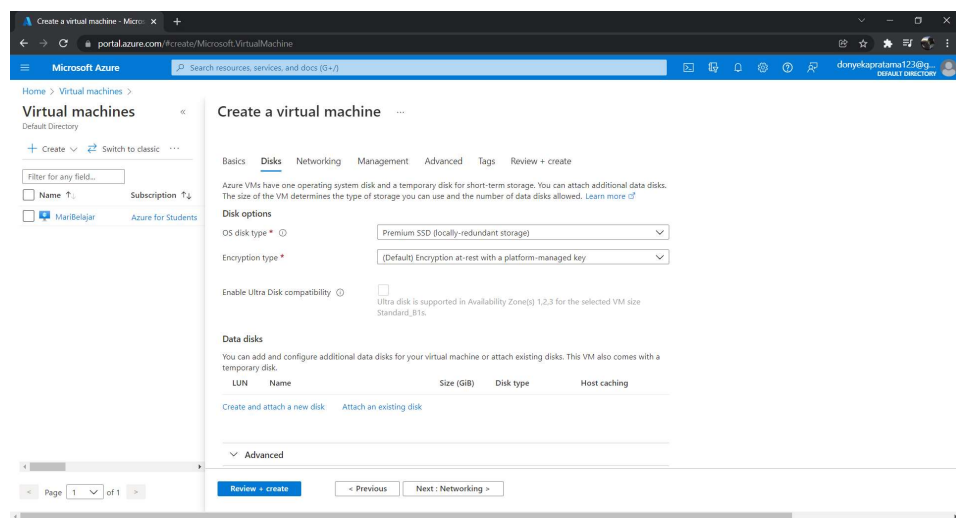 Create a virtual machine - Micros
portal.azure.com/#create/Microsoft.VirtualMachine
Microsoft Azure
Search resources, services, and docs (G+/)
donyekapratama123@g...
DEFAULT DIRECTORY
Home > Virtual machines >
Virtual machines
Default Directory
Create
Switch to classic
Filter for any field...
Name
Subscription
MariBelajar
Azure for Students
Page 1 of 1
Create a virtual machine
Basics Disks Networking Management Advanced Tags Review + create
Azure VMs have one operating system disk and a temporary disk for short-term storage. You can attach additional data disks.
The size of the VM determines the type of storage you can use and the number of data disks allowed. Learn more
Disk options
OS disk type * Premium SSD (locally-redundant storage)
Encryption type * (Default) Encryption at-rest with a platform-managed key
Enable Ultra Disk compatibility
Ultra disk is supported in Availability Zone(s) 1,2,3 for the selected VM size
Standard_B1s.
Data disks
You can add and configure additional data disks for your virtual machine or attach existing disks. This VM also comes with a
temporary disk.
LUN Name Size (GiB) Disk type Host caching
Create and attach a new disk Attach an existing disk
Advanced
Review + create < Previous Next : Networking >